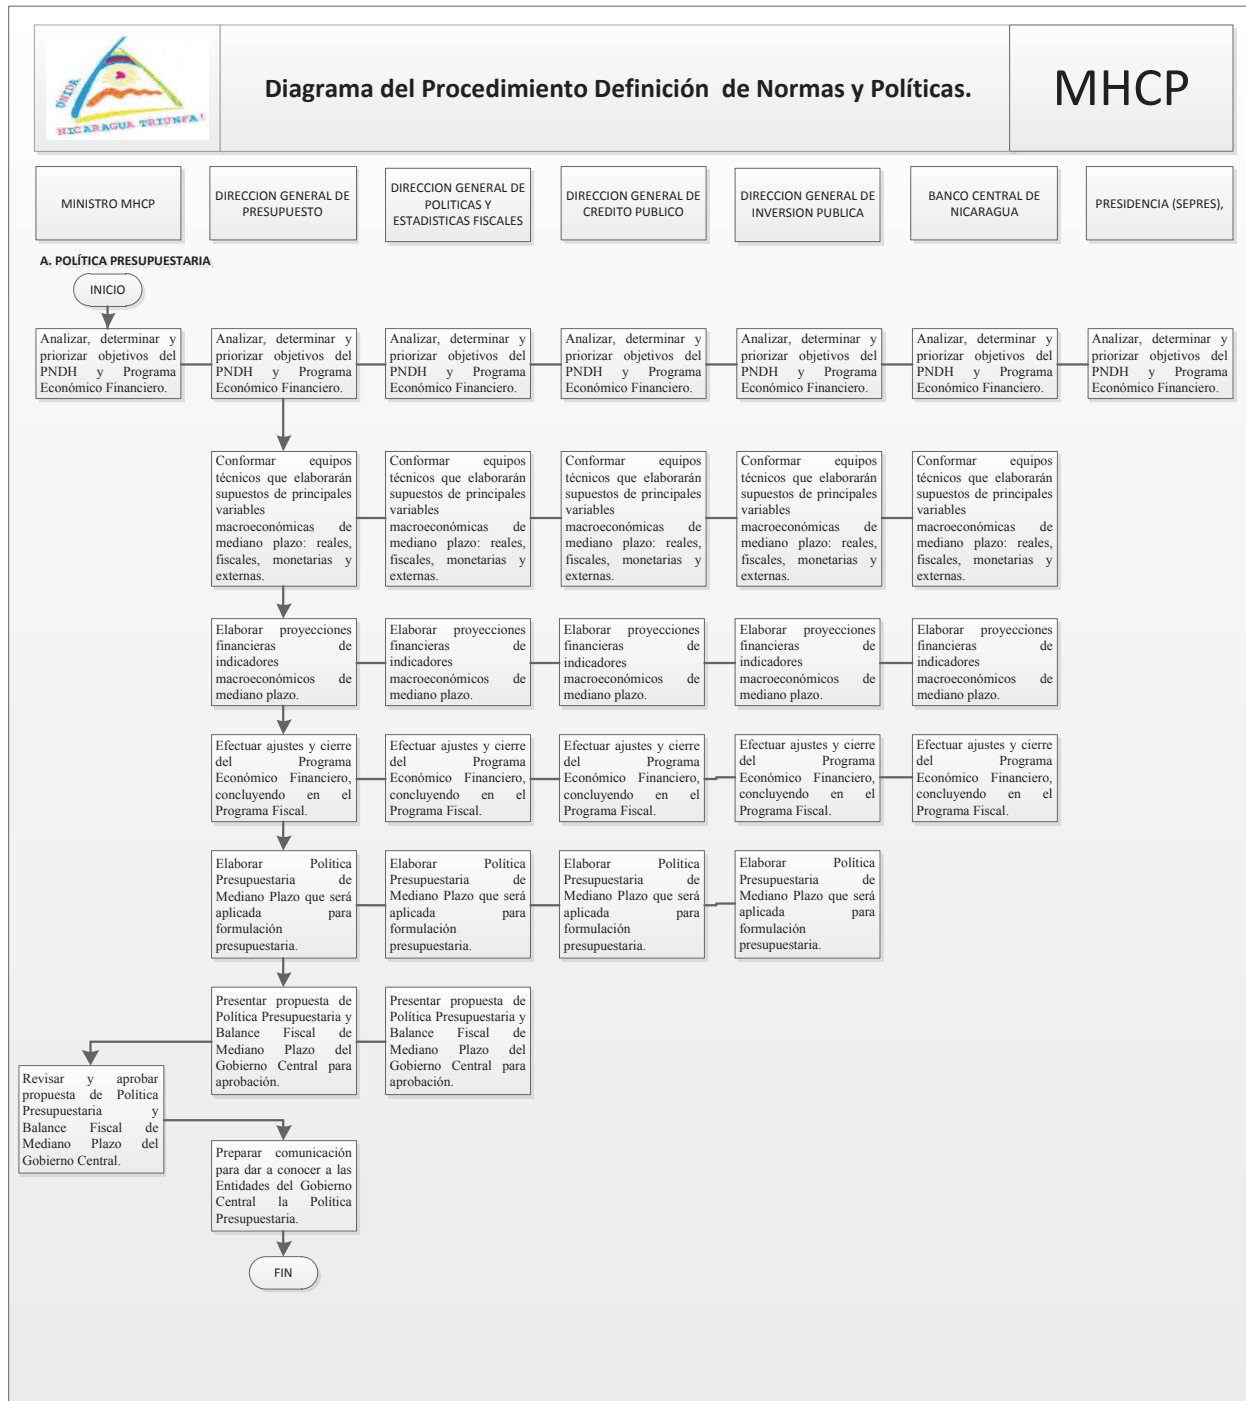 UNIDA,
NICARAGUA TRIUNFA!
Diagrama del Procedimiento Definición de Normas y Políticas.
MHCP
MINISTRO MHCP
DIRECCION GENERAL DE
PRESUPUESTO
DIRECCION GENERAL DE
POLITICAS Y
ESTADISTICAS FISCALES
DIRECCION GENERAL DE
CREDITO PUBLICO
DIRECCION GENERAL DE
INVERSION PUBLICA
BANCO CENTRAL DE
NICARAGUA
PRESIDENCIA (SEPRES),
A. POLÍTICA PRESUPUESTARIA
INICIO
Analizar, determinar y
priorizar objetivos del
PNDH y Programa
Económico Financiero.
Analizar, determinar y
priorizar objetivos del
PNDH y Programa
Económico Financiero.
Analizar, determinar y
priorizar objetivos del
PNDH y Programa
Económico Financiero.
Analizar, determinar y
priorizar objetivos del
PNDH y Programa
Económico Financiero.
Analizar, determinar y
priorizar objetivos del
PNDH y Programa
Económico Financiero.
Analizar, determinar y
priorizar objetivos del
PNDH y Programa
Económico Financiero.
Analizar, determinar y
priorizar objetivos del
PNDH y Programa
Económico Financiero.
Conformar equipos
técnicos que elaborarán
supuestos de principales
variables
macroeconómicas de
mediano plazo: reales,
fiscales, monetarias y
externas.
Conformar equipos
técnicos que elaborarán
supuestos de principales
variables
macroeconómicas de
mediano plazo: reales,
fiscales, monetarias y
externas.
Conformar equipos
técnicos que elaborarán
supuestos de principales
variables
macroeconómicas de
mediano plazo: reales,
fiscales, monetarias y
externas.
Conformar equipos
técnicos que elaborarán
supuestos de principales
variables
macroeconómicas de
mediano plazo: reales,
fiscales, monetarias y
externas.
Conformar equipos
técnicos que elaborarán
supuestos de principales
variables
macroeconómicas de
mediano plazo: reales,
fiscales, monetarias y
externas.
Elaborar proyecciones
financieras de
indicadores
macroeconómicos de
mediano plazo.
Elaborar proyecciones
financieras de
indicadores
macroeconómicos de
mediano plazo.
Elaborar proyecciones
financieras de
indicadores
macroeconómicos de
mediano plazo.
Elaborar proyecciones
financieras de
indicadores
macroeconómicos de
mediano plazo.
Elaborar proyecciones
financieras de
indicadores
macroeconómicos de
mediano plazo.
Efectuar ajustes y cierre
del Programa
Económico Financiero,
concluyendo en el
Programa Fiscal.
Efectuar ajustes y cierre
del Programa
Económico Financiero,
concluyendo en el
Programa Fiscal.
Efectuar ajustes y cierre
del Programa
Económico Financiero,
concluyendo en el
Programa Fiscal.
Efectuar ajustes y cierre
del Programa
Económico Financiero,
concluyendo en el
Programa Fiscal.
Efectuar ajustes y cierre
del Programa
Económico Financiero,
concluyendo en el
Programa Fiscal.
Elaborar Política
Presupuestaria de
Mediano Plazo que será
aplicada para
formulación
presupuestaria.
Elaborar Política
Presupuestaria de
Mediano Plazo que será
aplicada para
formulación
presupuestaria.
Elaborar Política
Presupuestaria de
Mediano Plazo que será
aplicada para
formulación
presupuestaria.
Elaborar Política
Presupuestaria de
Mediano Plazo que será
aplicada para
formulación
presupuestaria.
Presentar propuesta de
Política Presupuestaria y
Balance Fiscal de
Mediano Plazo del
Gobierno Central para
aprobación.
Presentar propuesta de
Política Presupuestaria y
Balance Fiscal de
Mediano Plazo del
Gobierno Central para
aprobación.
Revisar y aprobar
propuesta de Política
Presupuestaria y
Balance Fiscal de
Mediano Plazo del
Gobierno Central.
Preparar comunicación
para dar a conocer a las
Entidades del Gobierno
Central la Política
Presupuestaria.
FIN